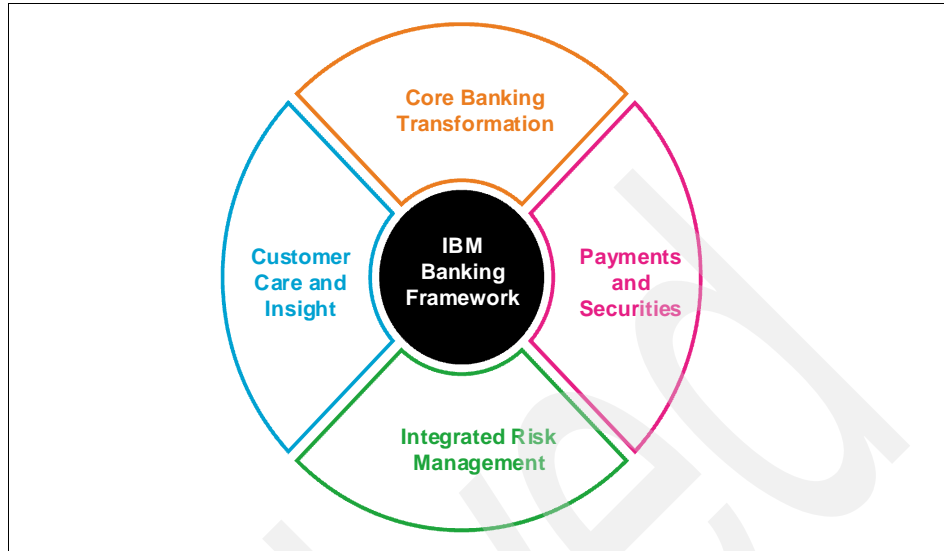 Core Banking
Transformation
Customer
Care and
Insight
IBM
Banking
Framework
Payments
and
Securities
Integrated Risk
Management